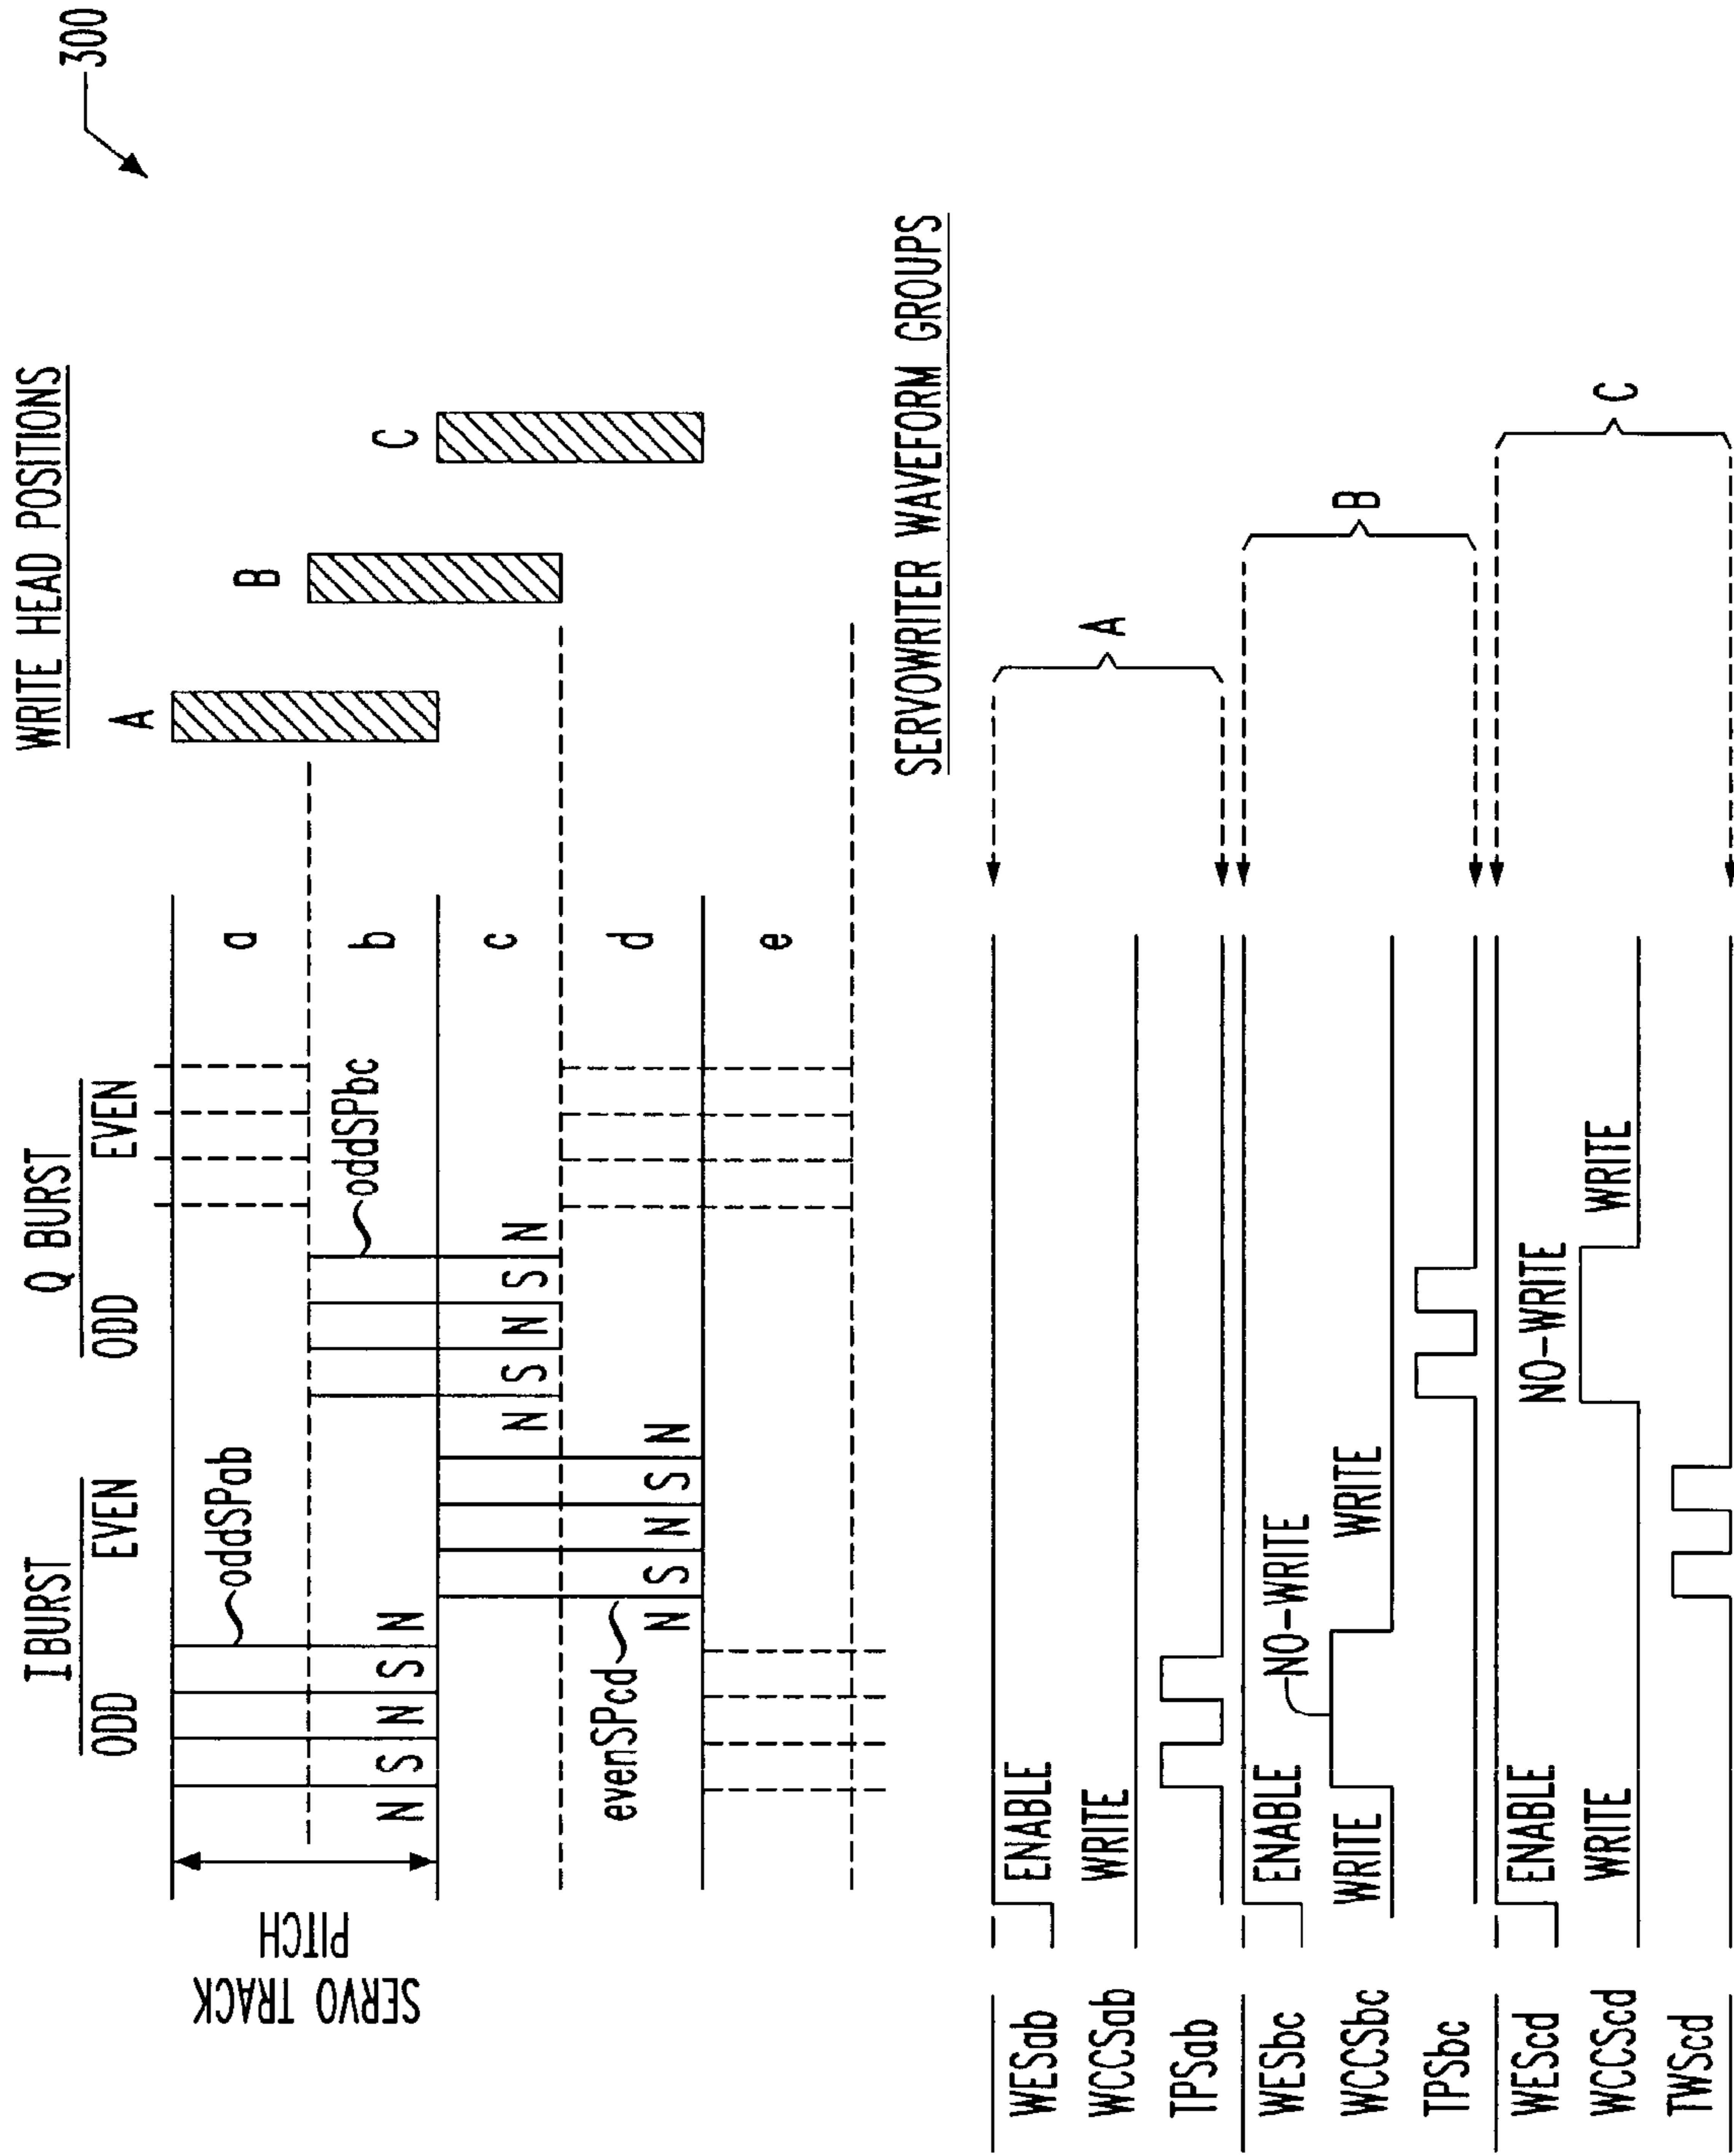 300
WRITE HEAD POSITIONS
A
B
C
I BURST
ODD EVEN
Q BURST
ODD EVEN
oddSPab
oddSPbc
evenSPcd
a
b
c
d
e
N S N S N
N S N S N
N S N S N
SERVO TRACK
PITCH
SERVOWRITER WAVEFORM GROUPS
A
B
C
WESab ENABLE
WCCSab WRITE
TPSab
WESbc ENABLE
NO-WRITE
WCCSbc WRITE WRITE
TPSbc
WEScd ENABLE
NO-WRITE
WCCScd WRITE WRITE
TWScd